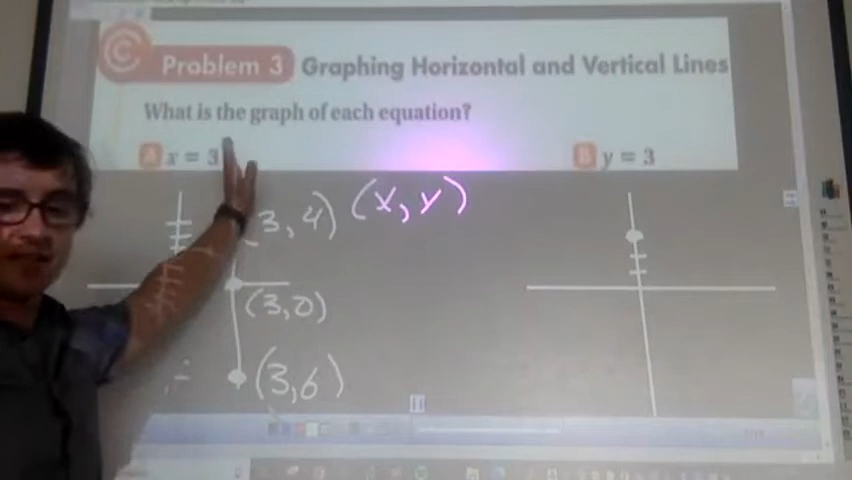 © Problem 3 Graphing Horizontal and Vertical Lines
What is the graph of each equation?
A x = 3
B y = 3
(3,4) (x,y)
(3,0)
(3,6)